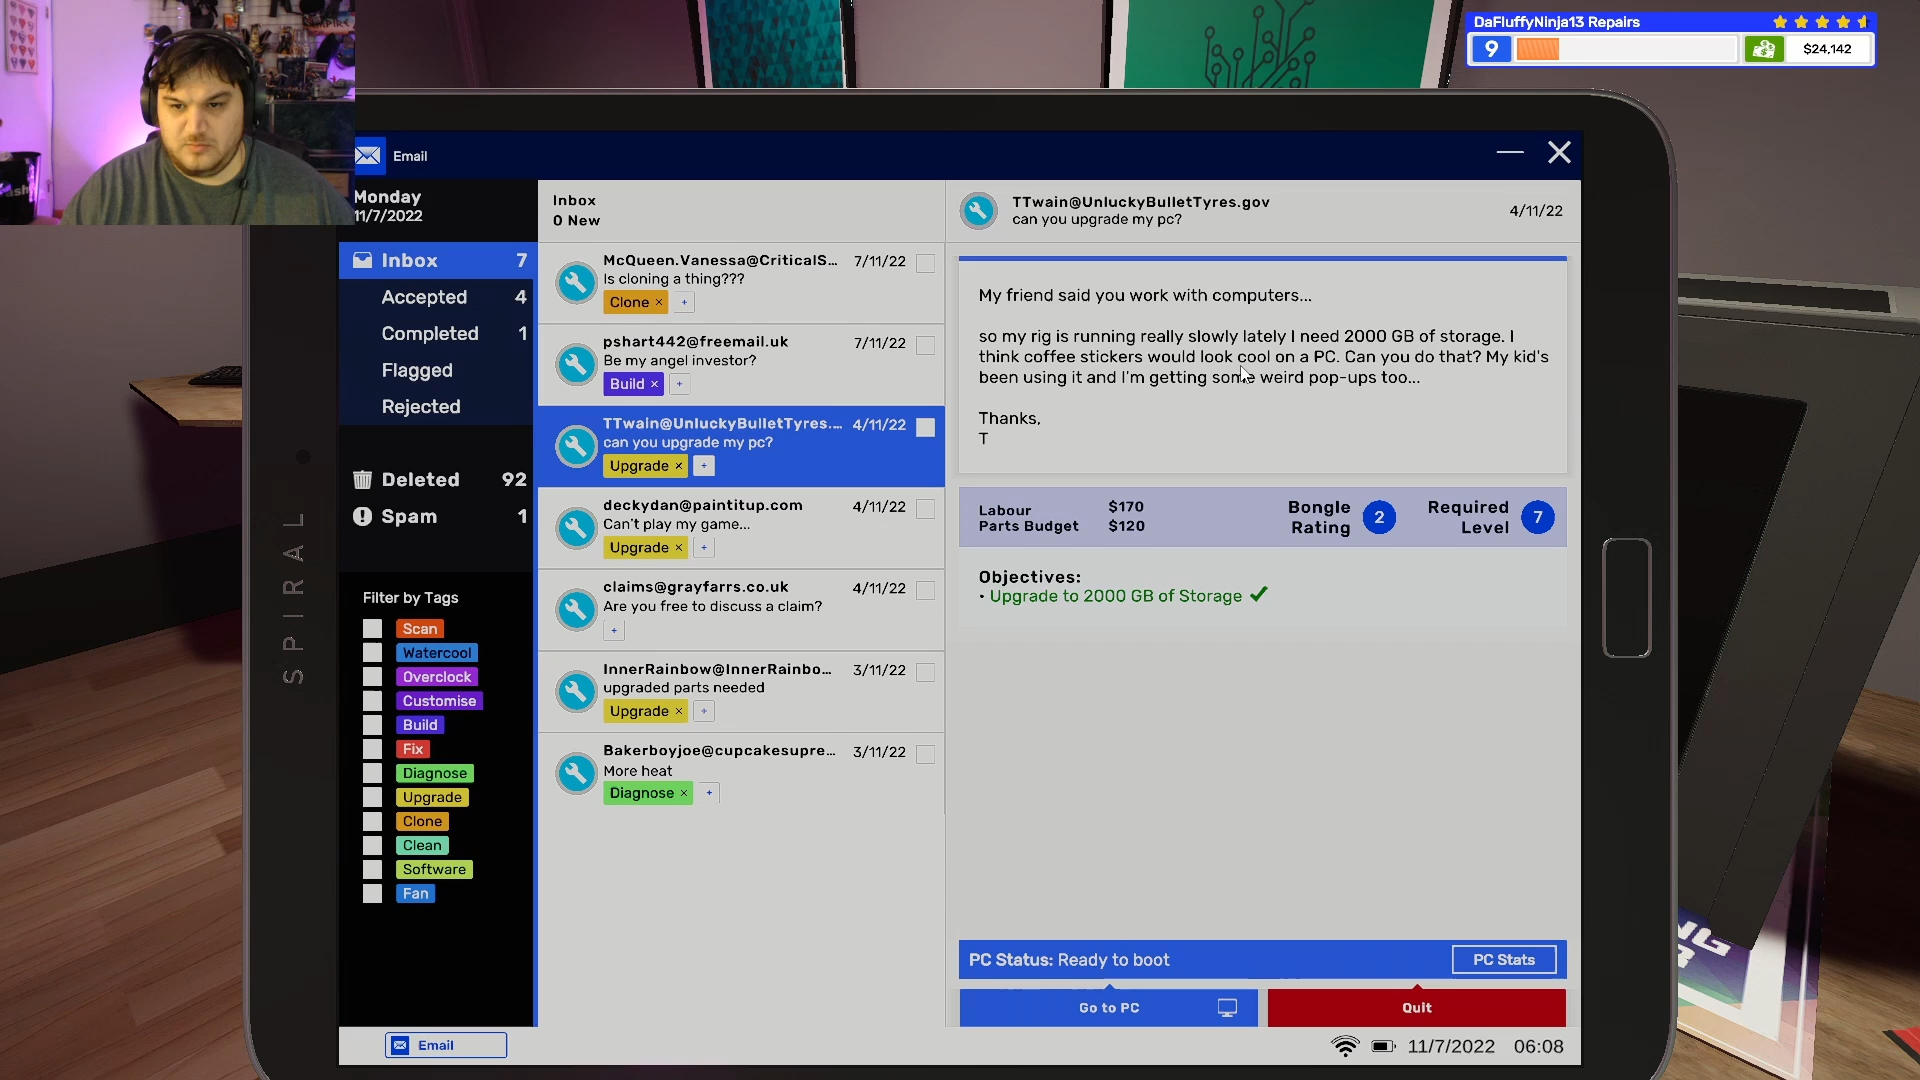 DaFluffyNinja13 Repairs
9
$24,142
Email
Monday
11/7/2022
Inbox 7
Accepted 4
Completed 1
Flagged
Rejected
Deleted 92
Spam 1
Filter by Tags
Scan
Watercool
Overclock
Customise
Build
Fix
Diagnose
Upgrade
Clone
Clean
Software
Fan
Inbox
0 New
McQueen.Vanessa@CriticalS... 7/11/22
Is cloning a thing???
Clone × +
pshart442@freemail.uk 7/11/22
Be my angel investor?
Build × +
TTwain@UnluckyBulletTyres.... 4/11/22
can you upgrade my pc?
Upgrade × +
deckydan@paintitup.com 4/11/22
Can't play my game...
Upgrade × +
claims@grayfarrs.co.uk 4/11/22
Are you free to discuss a claim?
+
InnerRainbow@InnerRainbo... 3/11/22
upgraded parts needed
Upgrade × +
Bakerboyjoe@cupcakesupre... 3/11/22
More heat
Diagnose × +
TTwain@UnluckyBulletTyres.gov
can you upgrade my pc?
4/11/22
My friend said you work with computers...
so my rig is running really slowly lately I need 2000 GB of storage. I
think coffee stickers would look cool on a PC. Can you do that? My kid's
been using it and I'm getting some weird pop-ups too...
Thanks,
T
Labour $170
Parts Budget $120
Bongle
Rating 2
Required
Level 7
Objectives:
• Upgrade to 2000 GB of Storage
PC Status: Ready to boot
PC Stats
Go to PC
Quit
Email
11/7/2022 06:08
SPIRAL